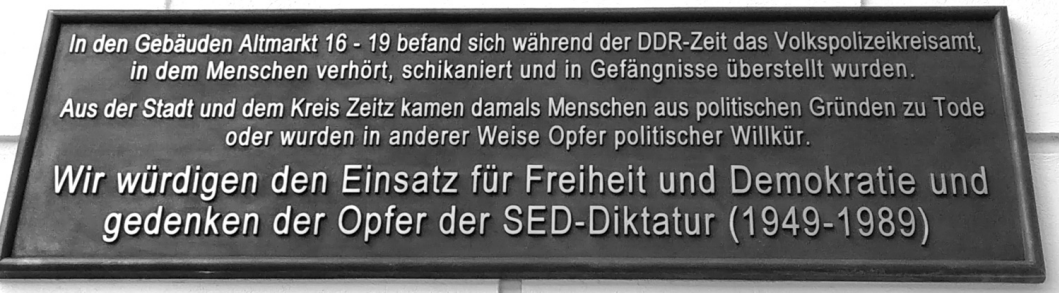 In den Gebäuden Altmarkt 16 - 19 befand sich während der DDR-Zeit das Volkspolizeikreisamt,
in dem Menschen verhört, schikaniert und in Gefängnisse überstellt wurden.
Aus der Stadt und dem Kreis Zeitz kamen damals Menschen aus politischen Gründen zu Tode
oder wurden in anderer Weise Opfer politischer Willkür.
Wir würdigen den Einsatz für Freiheit und Demokratie und
gedenken der Opfer der SED-Diktatur (1949-1989)